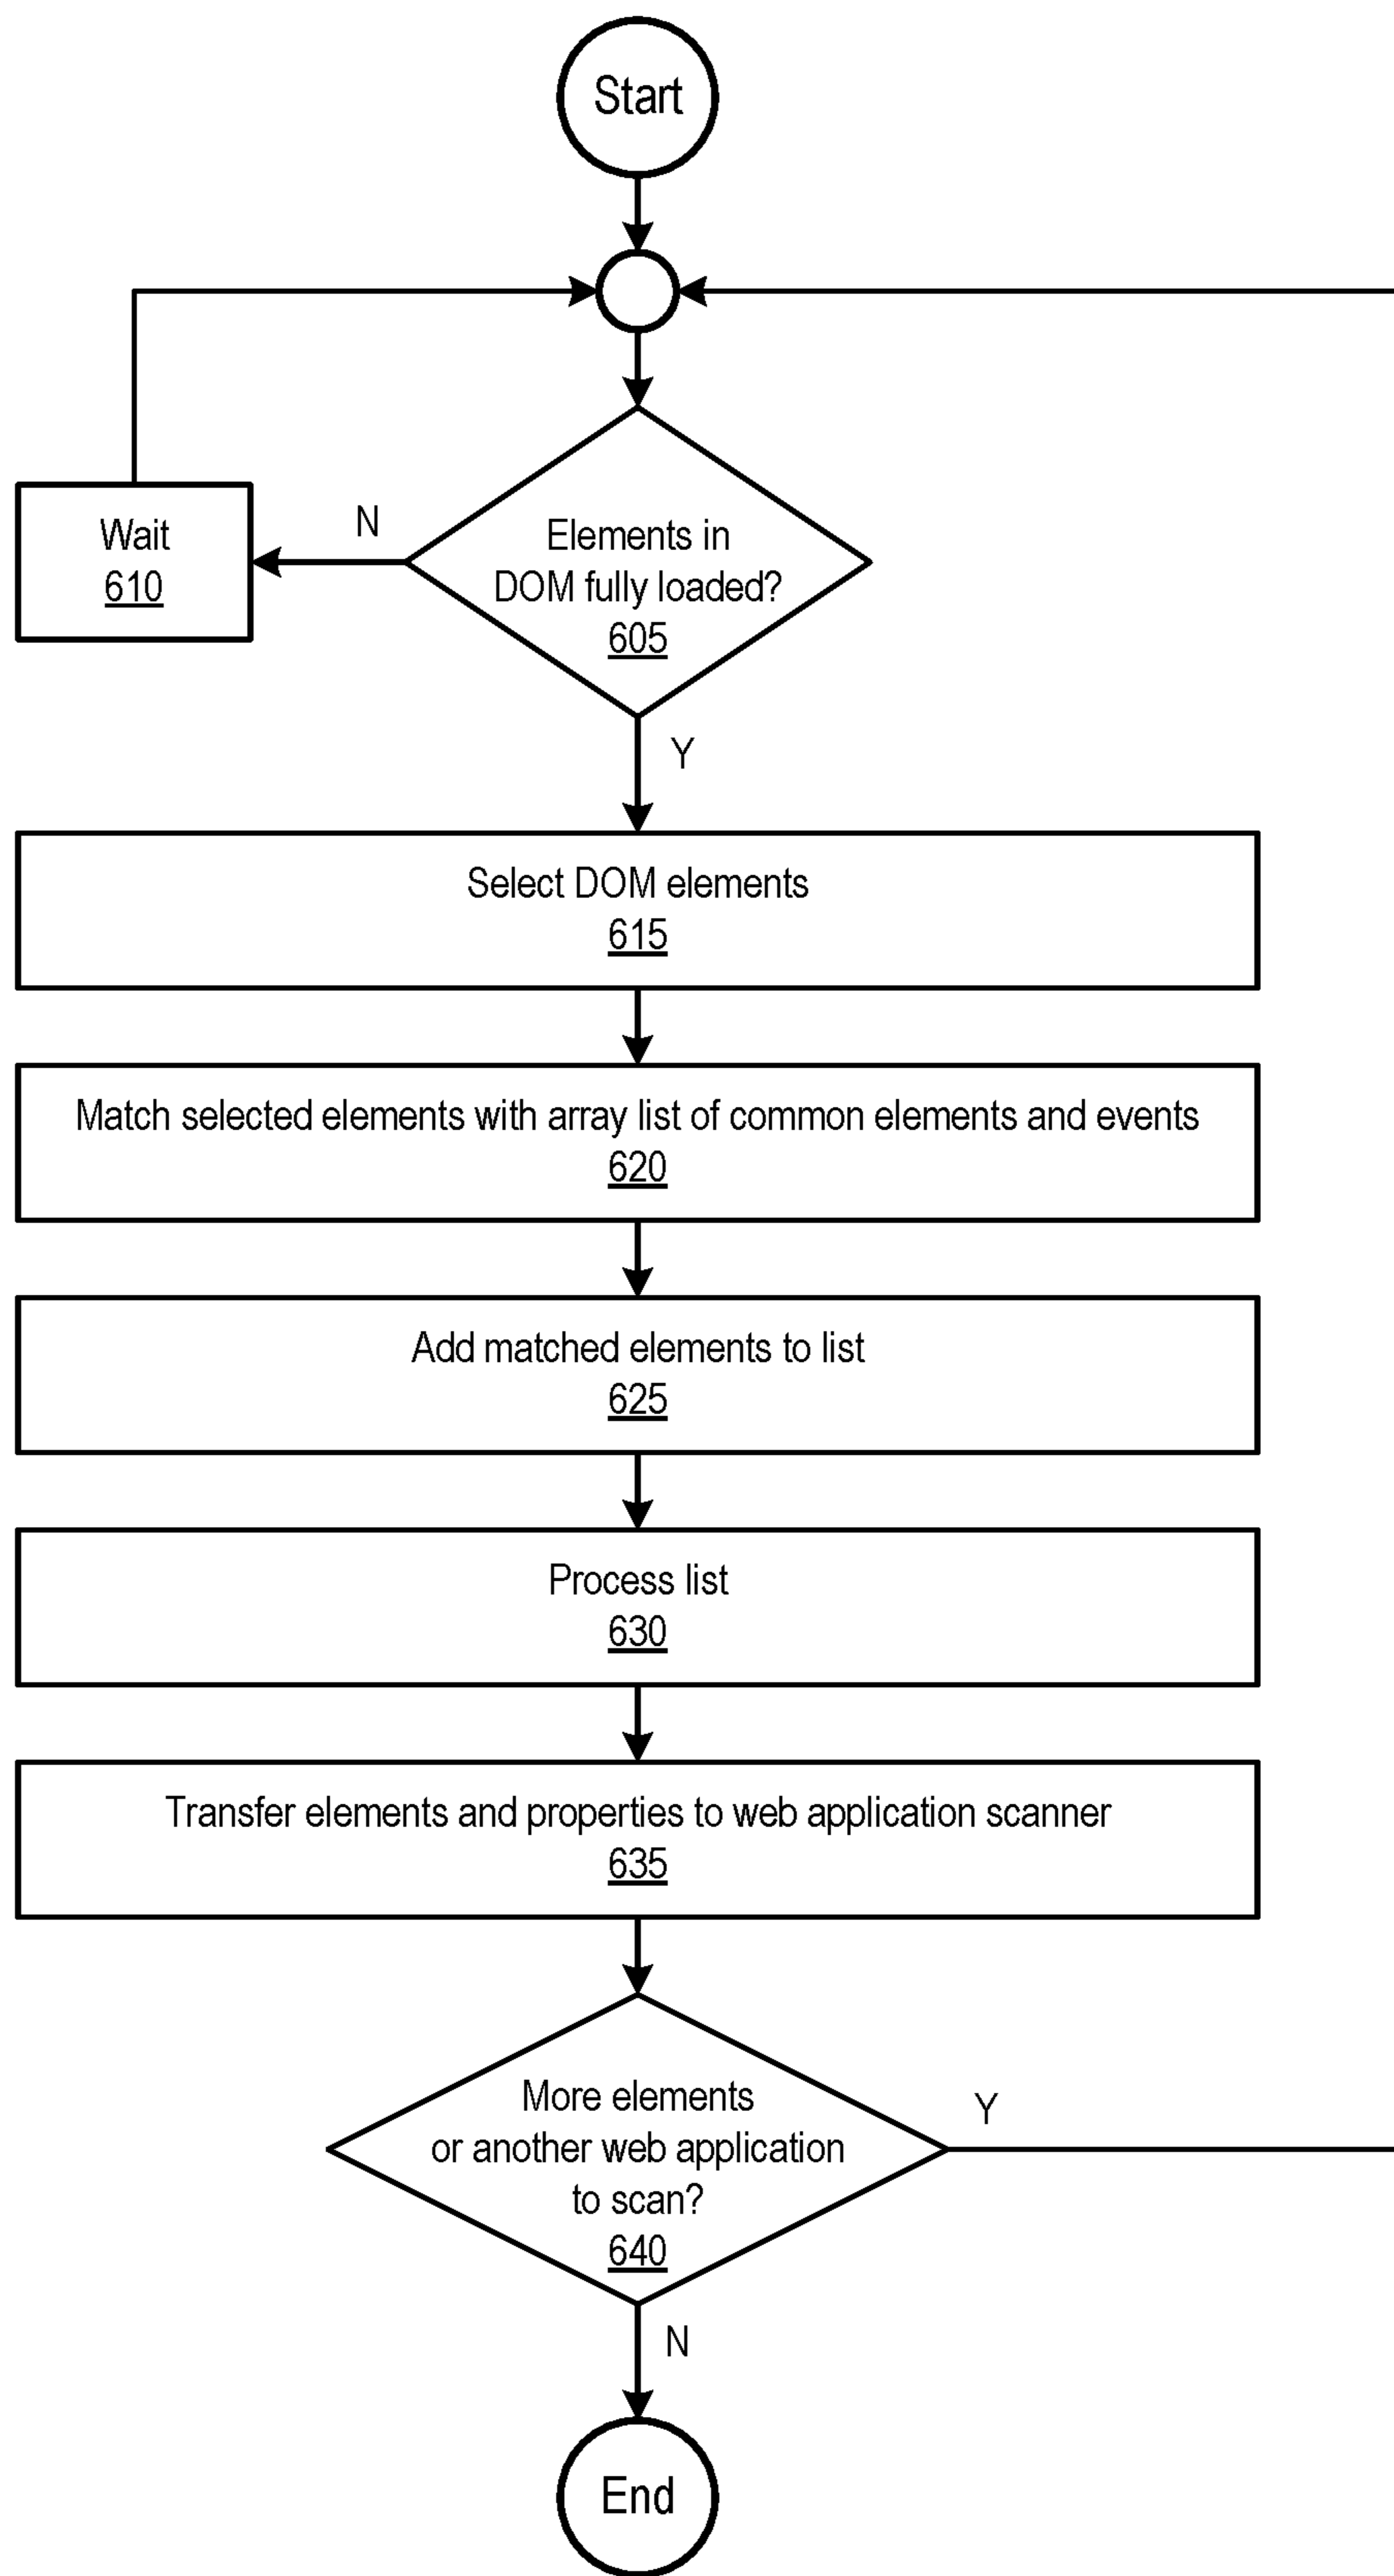 Start
Wait
610
N
Elements in
DOM fully loaded?
605
Y
Select DOM elements
615
Match selected elements with array list of common elements and events
620
Add matched elements to list
625
Process list
630
Transfer elements and properties to web application scanner
635
More elements
or another web application
to scan?
640
Y
N
End